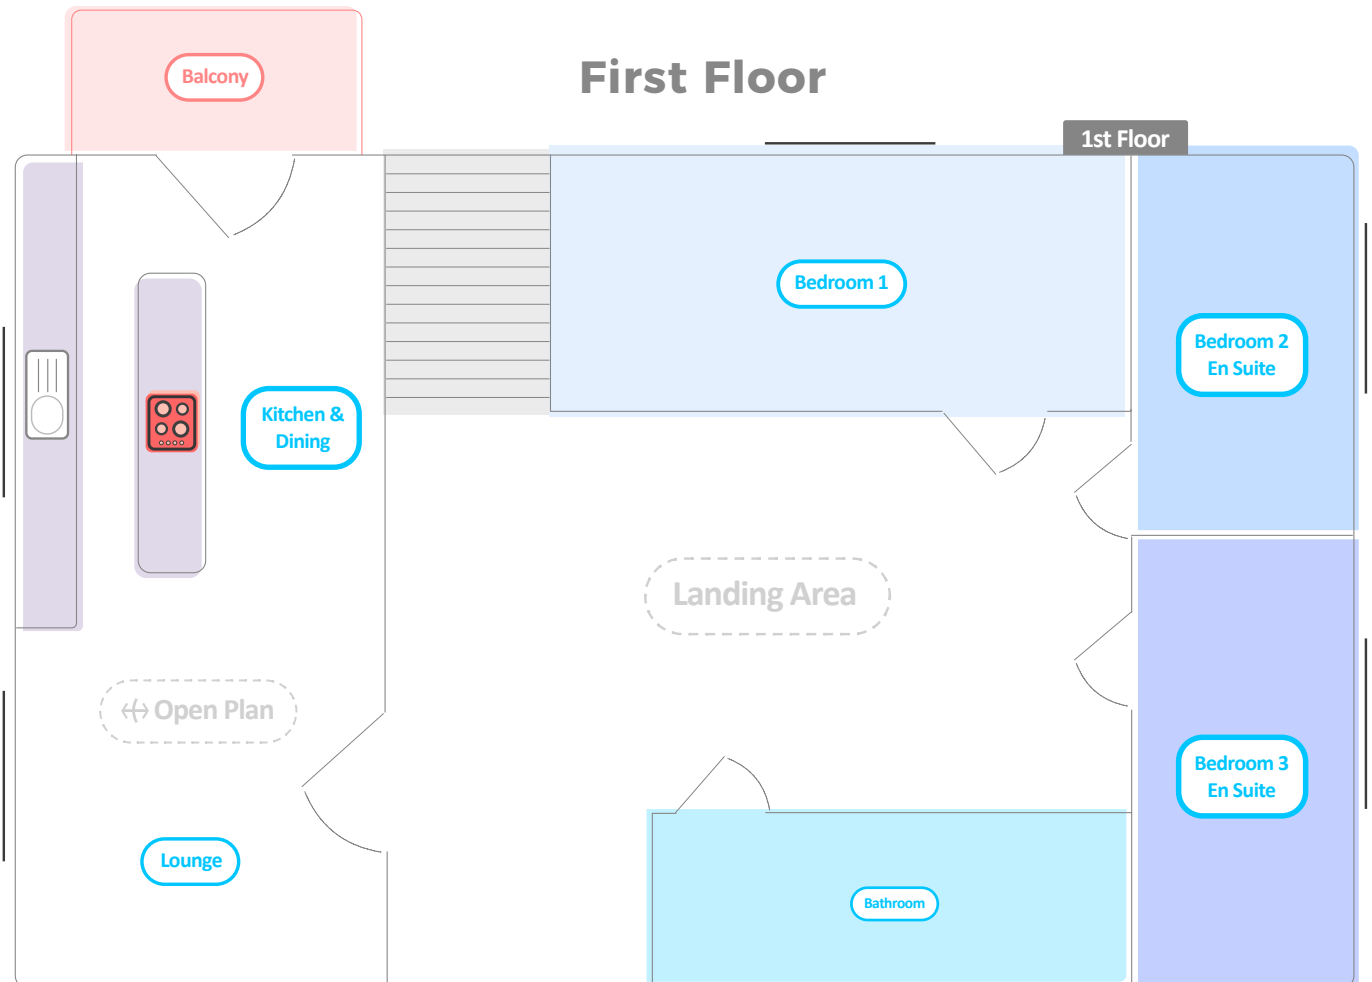 Balcony
First Floor
1st Floor
Bedroom 1
Bedroom 2
En Suite
Kitchen &
Dining
Landing Area
Open Plan
Bedroom 3
En Suite
Lounge
Bathroom